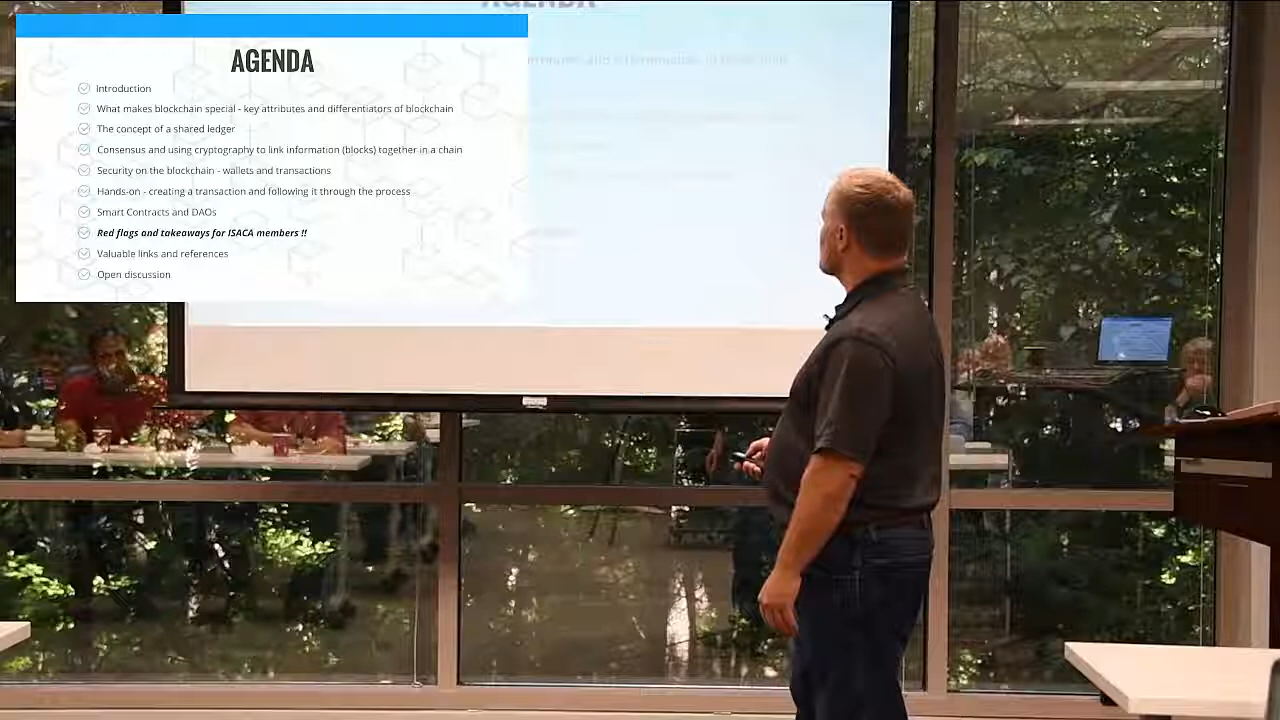 AGENDA
Introduction
What makes blockchain special - key attributes and differentiators of blockchain
The concept of a shared ledger
Consensus and using cryptography to link information (blocks) together in a chain
Security on the blockchain - wallets and transactions
Hands-on - creating a transaction and following it through the process
Smart Contracts and DAOs
Red flags and takeaways for ISACA members !!
Valuable links and references
Open discussion
AGENDA